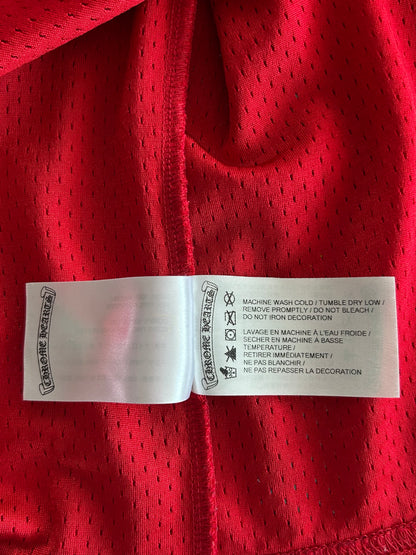 CHROME HEARTS
CHROME HEARTS
MACHINE WASH COLD / TUMBLE DRY LOW /
REMOVE PROMPTLY / DO NOT BLEACH /
DO NOT IRON DECORATION
LAVAGE EN MACHINE À L'EAU FROIDE /
SECHER EN MACHINE A BASSE
TEMPERATURE /
RETIRER IMMÉDIATEMENT /
NE PAS BLANCHIR /
NE PAS REPASSER LA DECORATION